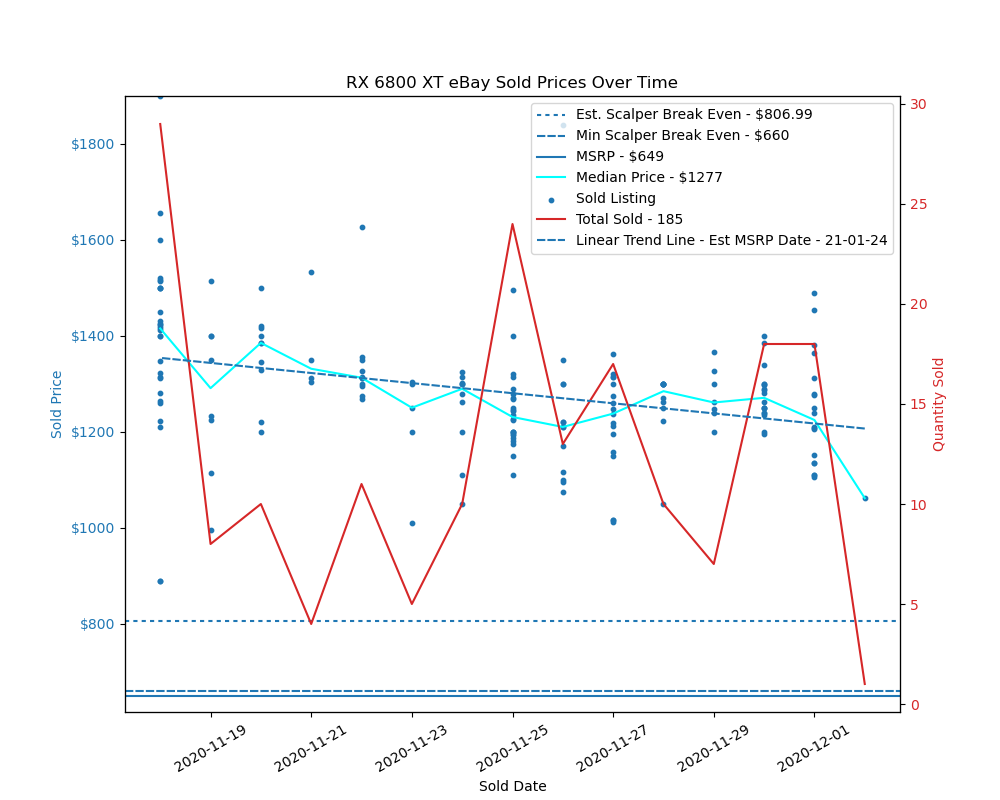 RX 6800 XT eBay Sold Prices Over Time
Est. Scalper Break Even - $806.99
Min Scalper Break Even - $660
MSRP - $649
Median Price - $1277
Sold Listing
Total Sold - 185
Linear Trend Line - Est MSRP Date - 21-01-24
$1800
$1600
$1400
$1200
$1000
$800
Sold Price
30
25
20
15
10
5
0
Quantity Sold
2020-11-19
2020-11-21
2020-11-23
2020-11-25
2020-11-27
2020-11-29
2020-12-01
Sold Date